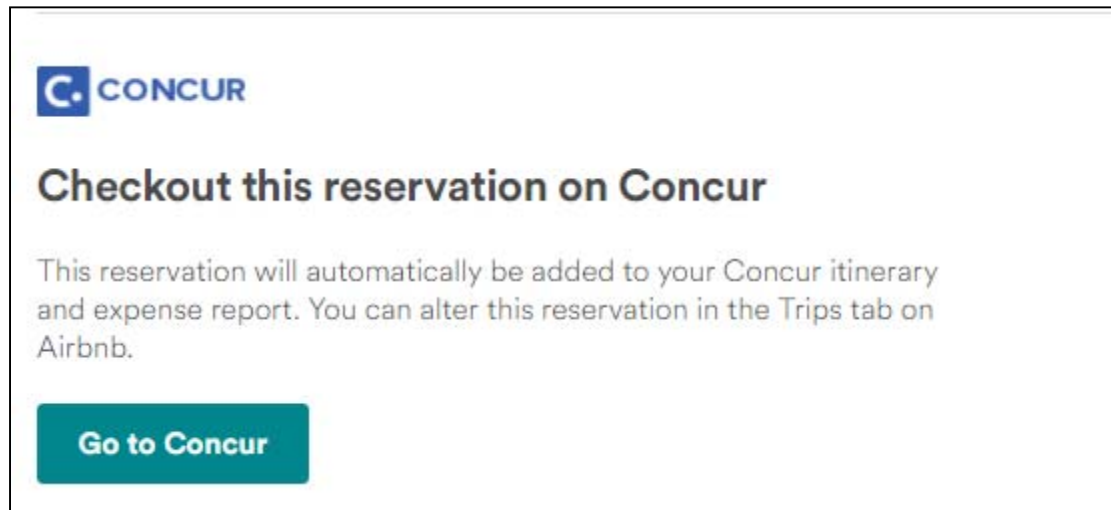 C. CONCUR
Checkout this reservation on Concur
This reservation will automatically be added to your Concur itinerary
and expense report. You can alter this reservation in the Trips tab on
Airbnb.
Go to Concur